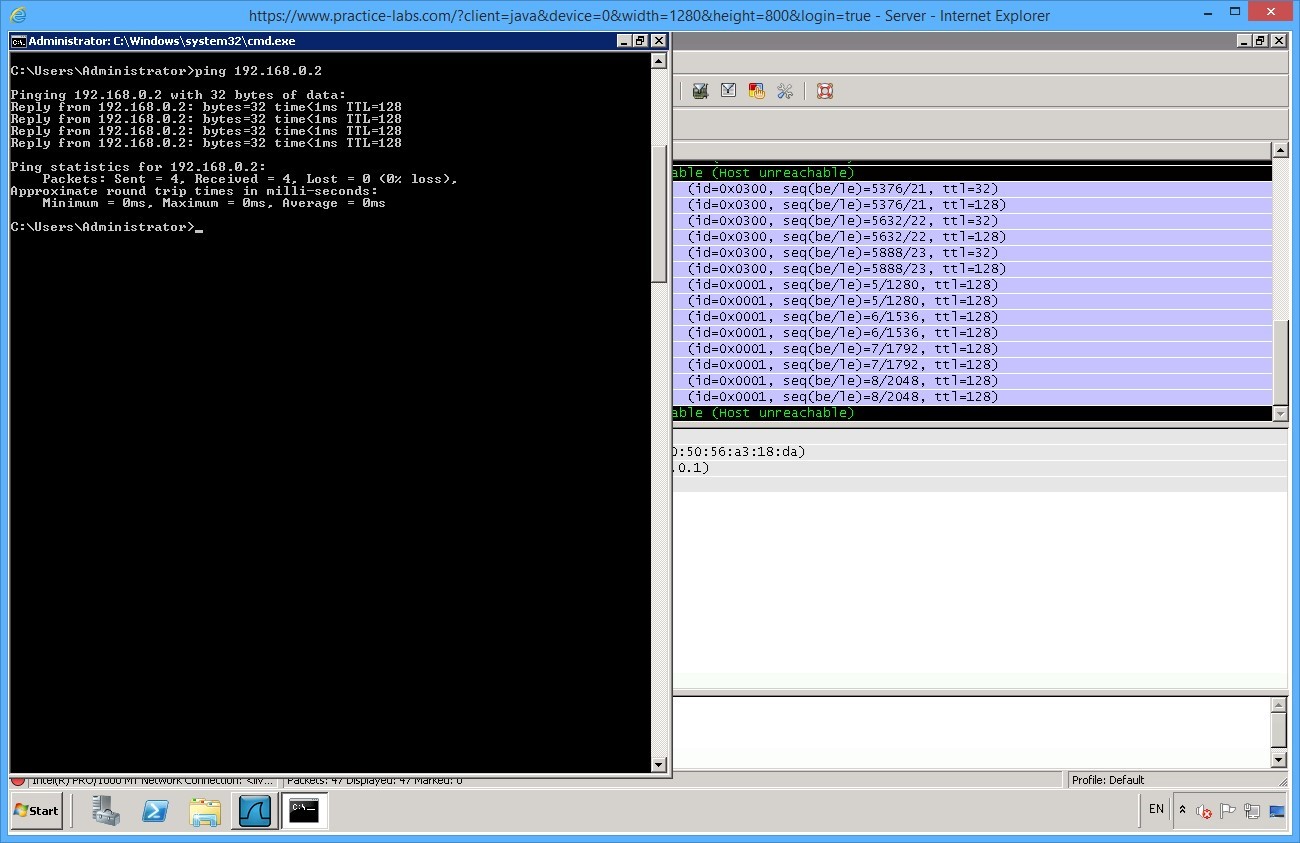 https://www.practice-labs.com/?client=java&device=0&width=1280&height=800&login=true - Server - Internet Explorer
Administrator: C:\Windows\system32\cmd.exe
C:\Users\Administrator>ping 192.168.0.2
Pinging 192.168.0.2 with 32 bytes of data:
Reply from 192.168.0.2: bytes=32 time<1ms TTL=128
Reply from 192.168.0.2: bytes=32 time<1ms TTL=128
Reply from 192.168.0.2: bytes=32 time<1ms TTL=128
Reply from 192.168.0.2: bytes=32 time<1ms TTL=128
Ping statistics for 192.168.0.2:
Packets: Sent = 4, Received = 4, Lost = 0 (0% loss),
Approximate round trip times in milli-seconds:
Minimum = 0ms, Maximum = 0ms, Average = 0ms
C:\Users\Administrator>_
able (Host unreachable)
(id=0x0300, seq(be/le)=5376/21, ttl=32)
(id=0x0300, seq(be/le)=5376/21, ttl=128)
(id=0x0300, seq(be/le)=5632/22, ttl=32)
(id=0x0300, seq(be/le)=5632/22, ttl=128)
(id=0x0300, seq(be/le)=5888/23, ttl=32)
(id=0x0300, seq(be/le)=5888/23, ttl=128)
(id=0x0001, seq(be/le)=5/1280, ttl=128)
(id=0x0001, seq(be/le)=5/1280, ttl=128)
(id=0x0001, seq(be/le)=6/1536, ttl=128)
(id=0x0001, seq(be/le)=6/1536, ttl=128)
(id=0x0001, seq(be/le)=7/1792, ttl=128)
(id=0x0001, seq(be/le)=7/1792, ttl=128)
(id=0x0001, seq(be/le)=8/2048, ttl=128)
(id=0x0001, seq(be/le)=8/2048, ttl=128)
able (Host unreachable)
0:50:56:a3:18:da)
.0.1)
Intel(R) PRO/1000 MT Network Connection: <liv... Packets: 47 Displayed: 47 Marked: 0 Profile: Default
Start EN